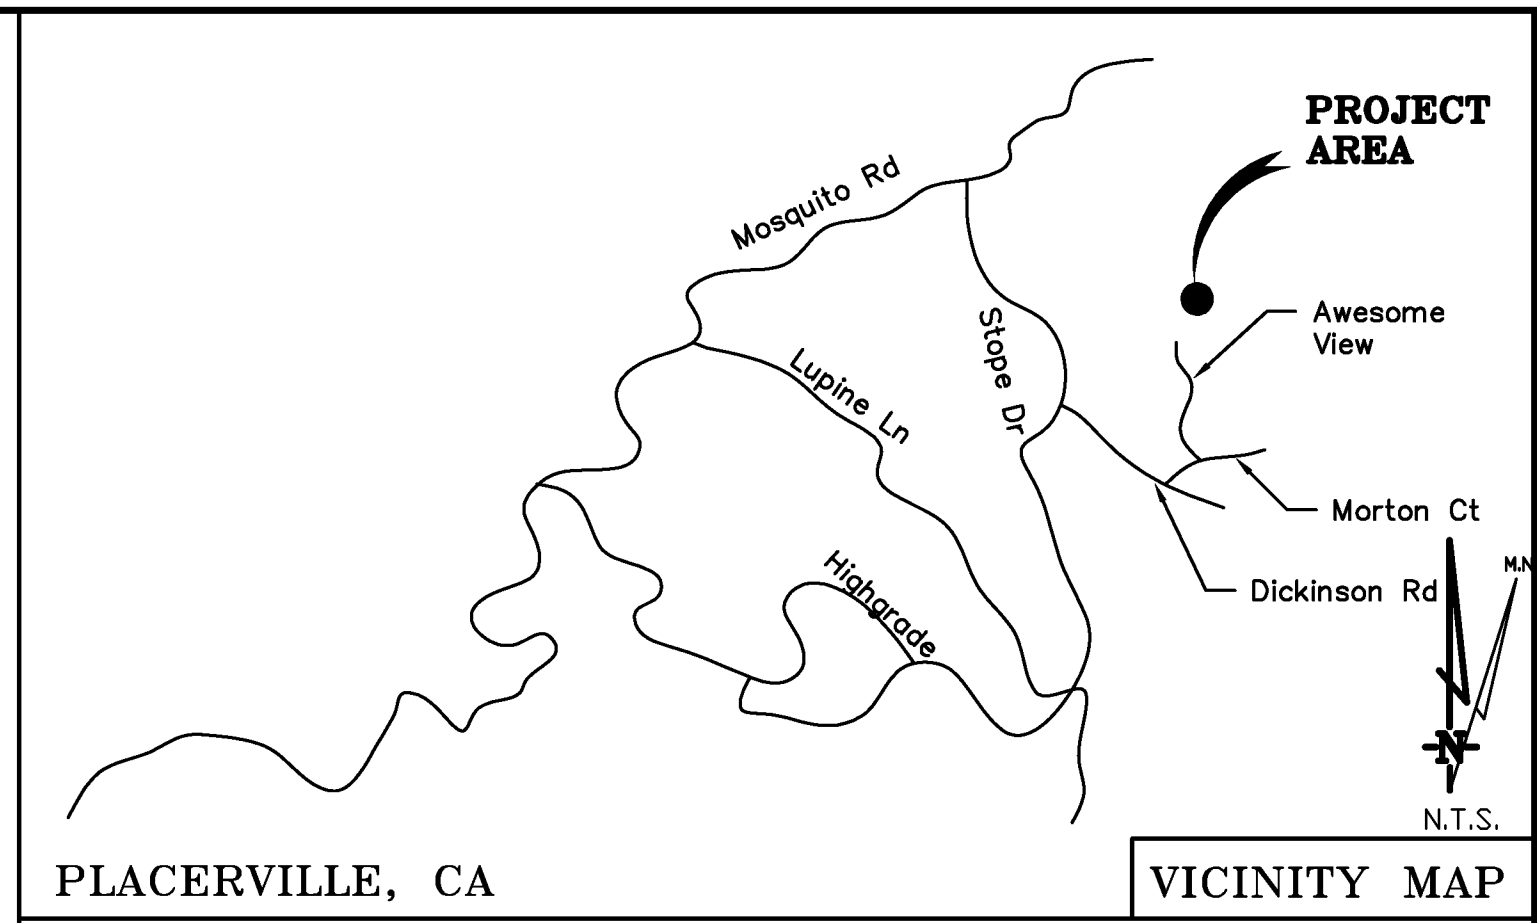 PROJECT
AREA
Mosquito Rd
Awesome
View
Stope Dr
Lupine Ln
Morton Ct
Highgrade
Dickinson Rd
M.N
N
N.T.S.
PLACERVILLE, CA
VICINITY MAP